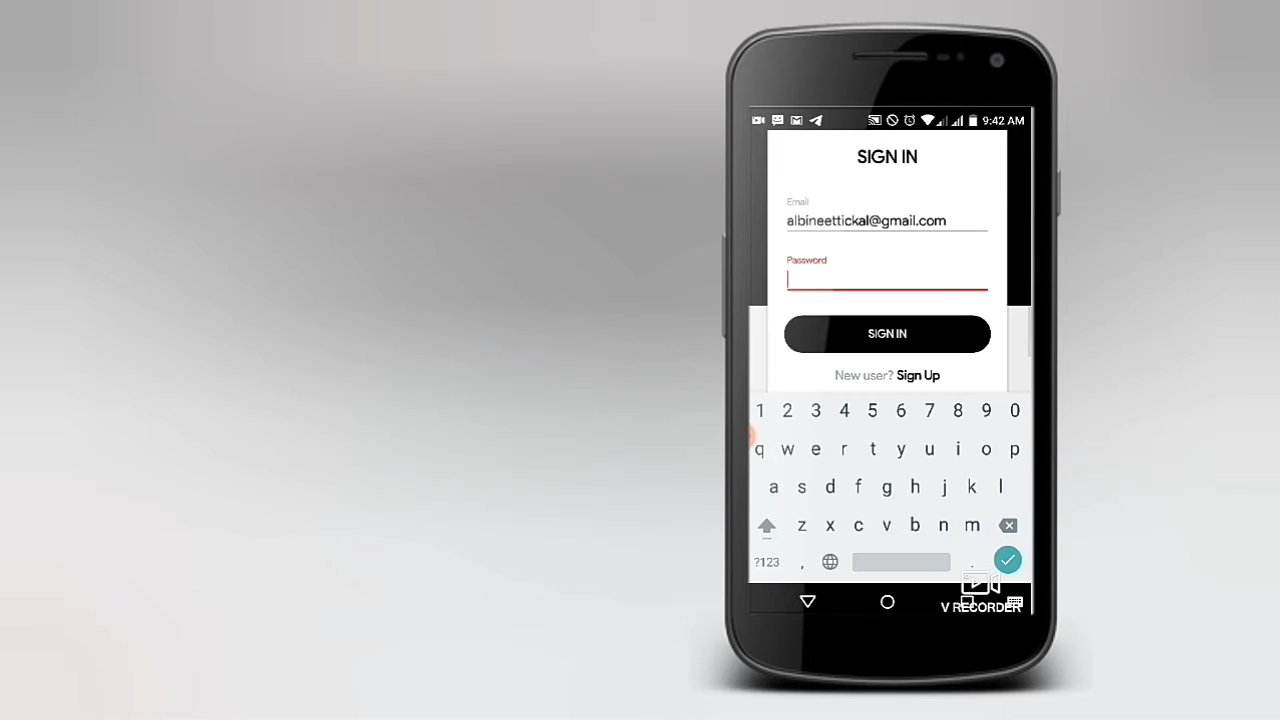 9:42 AM
SIGN IN
Email
albineettickal@gmail.com
Password
SIGN IN
New user? Sign Up
1 2 3 4 5 6 7 8 9 0
q w e r t y u i o p
a s d f g h j k l
z x c v b n m
?123 , .
V RECORDER